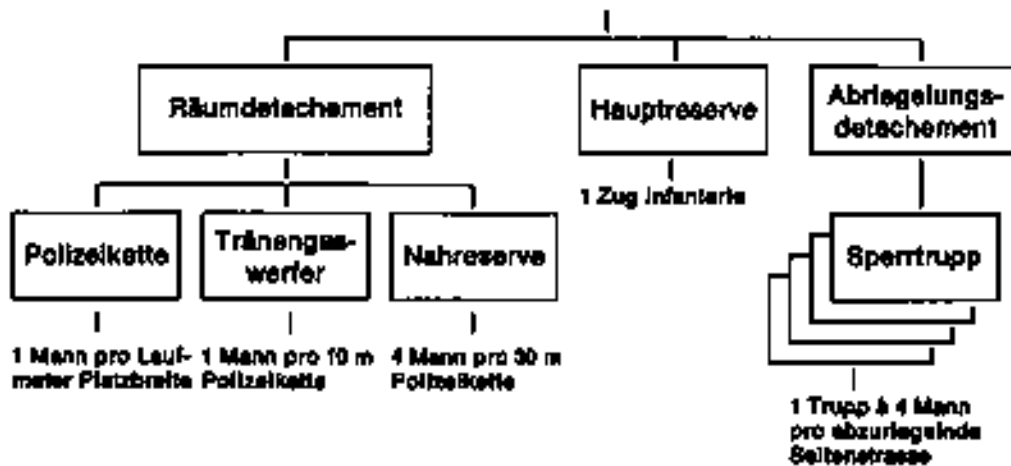 Räumdetachement
Hauptreserve
Abriegelungs-
detachement
1 Zug Infanterie
Polizeikette
Tränengas-
werfer
Nahreserve
Sperrtrupp
1 Mann pro Lauf-
meter Platzbreite
1 Mann pro 10 m
Polizeikette
4 Mann pro 30 m
Polizeikette
1 Trupp à 4 Mann
pro abzuriegelnde
Seitenstrasse